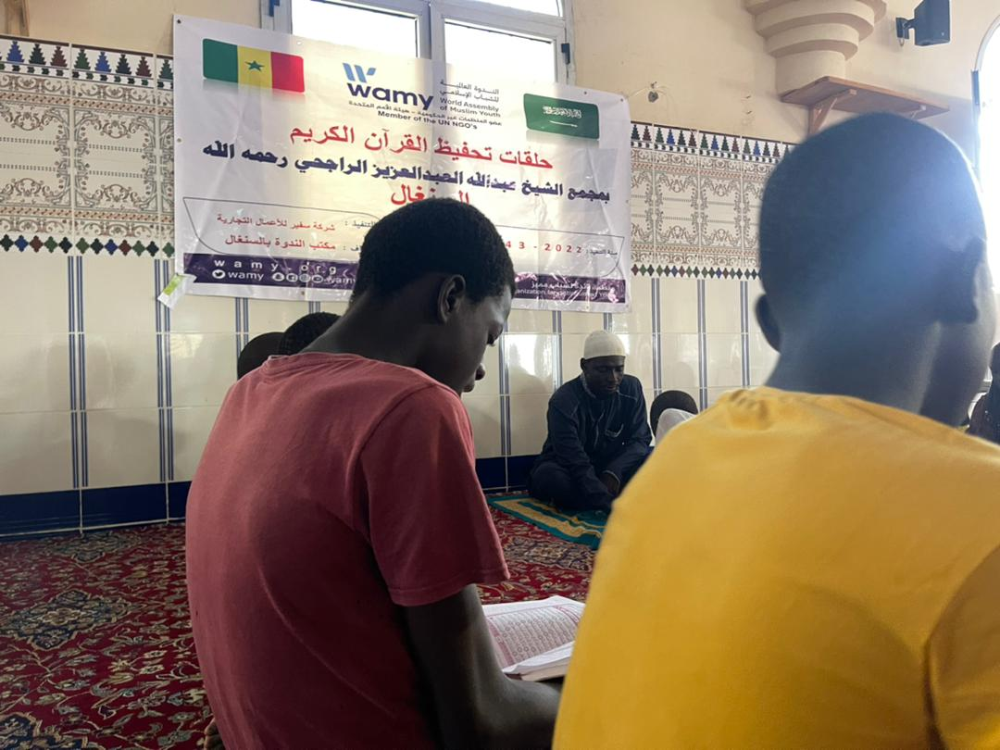 wamy
الندوة العالمية
للشباب الإسلامي
World Assembly
of Muslim Youth
عضو المنظمات غير الحكومية - هيئة الأمم المتحدة
Member of the UN NGO's
حلقات تحفيظ القرآن الكريم
بمجمع الشيخ عبدالله العبدالعزيز الراجحي رحمه الله
شركة سفير للأعمال التجارية
مكتب الندوة بالسنغال
43 - 2022
wamy.org
wamy